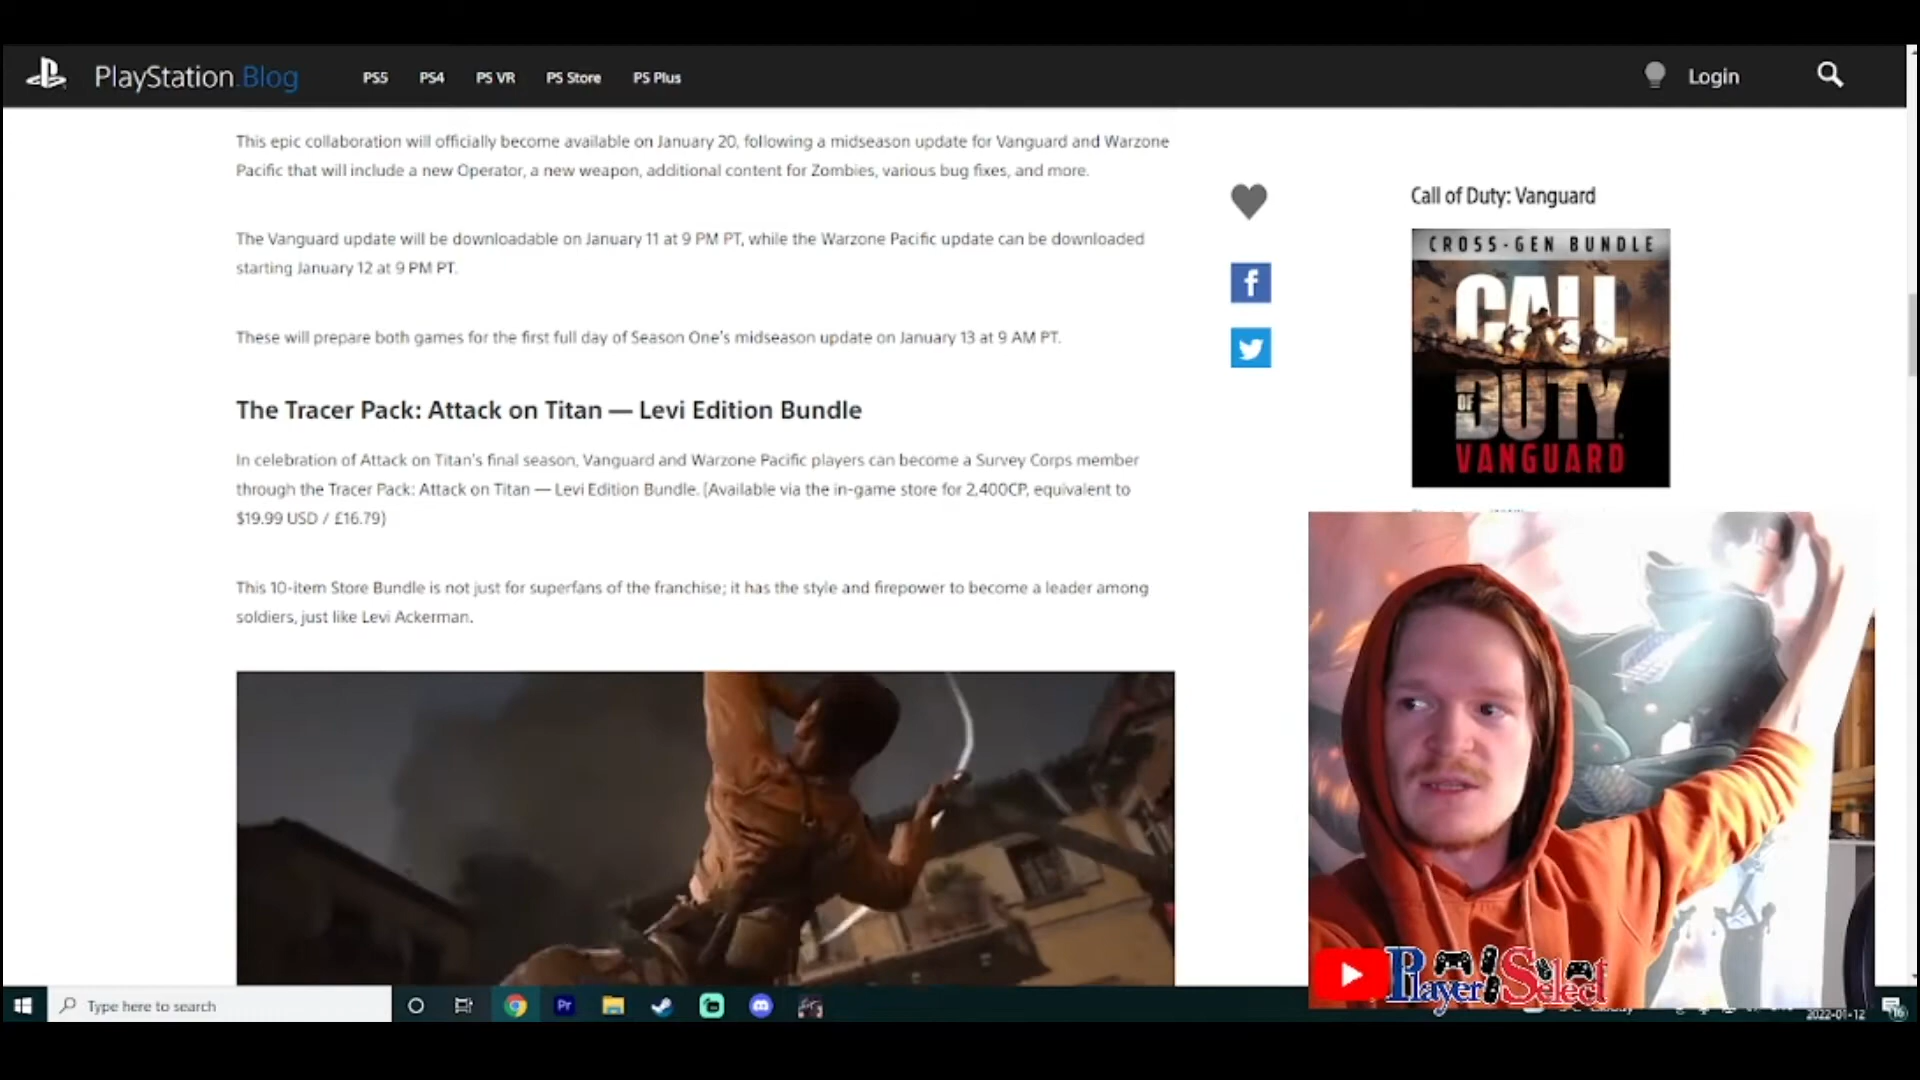 PlayStation.Blog PS5 PS4 PS VR PS Store PS Plus Login
This epic collaboration will officially become available on January 20, following a midseason update for Vanguard and Warzone
Pacific that will include a new Operator, a new weapon, additional content for Zombies, various bug fixes, and more.
The Vanguard update will be downloadable on January 11 at 9 PM PT, while the Warzone Pacific update can be downloaded
starting January 12 at 9 PM PT.
These will prepare both games for the first full day of Season One's midseason update on January 13 at 9 AM PT.
The Tracer Pack: Attack on Titan — Levi Edition Bundle
In celebration of Attack on Titan's final season, Vanguard and Warzone Pacific players can become a Survey Corps member
through the Tracer Pack: Attack on Titan — Levi Edition Bundle. (Available via the in-game store for 2,400CP, equivalent to
$19.99 USD / £16.79)
This 10-item Store Bundle is not just for superfans of the franchise; it has the style and firepower to become a leader among
soldiers, just like Levi Ackerman.
Call of Duty: Vanguard
CROSS-GEN BUNDLE
CALL
OF DUTY
VANGUARD
Player Select
Type here to search
Pr
2022-01-12
16